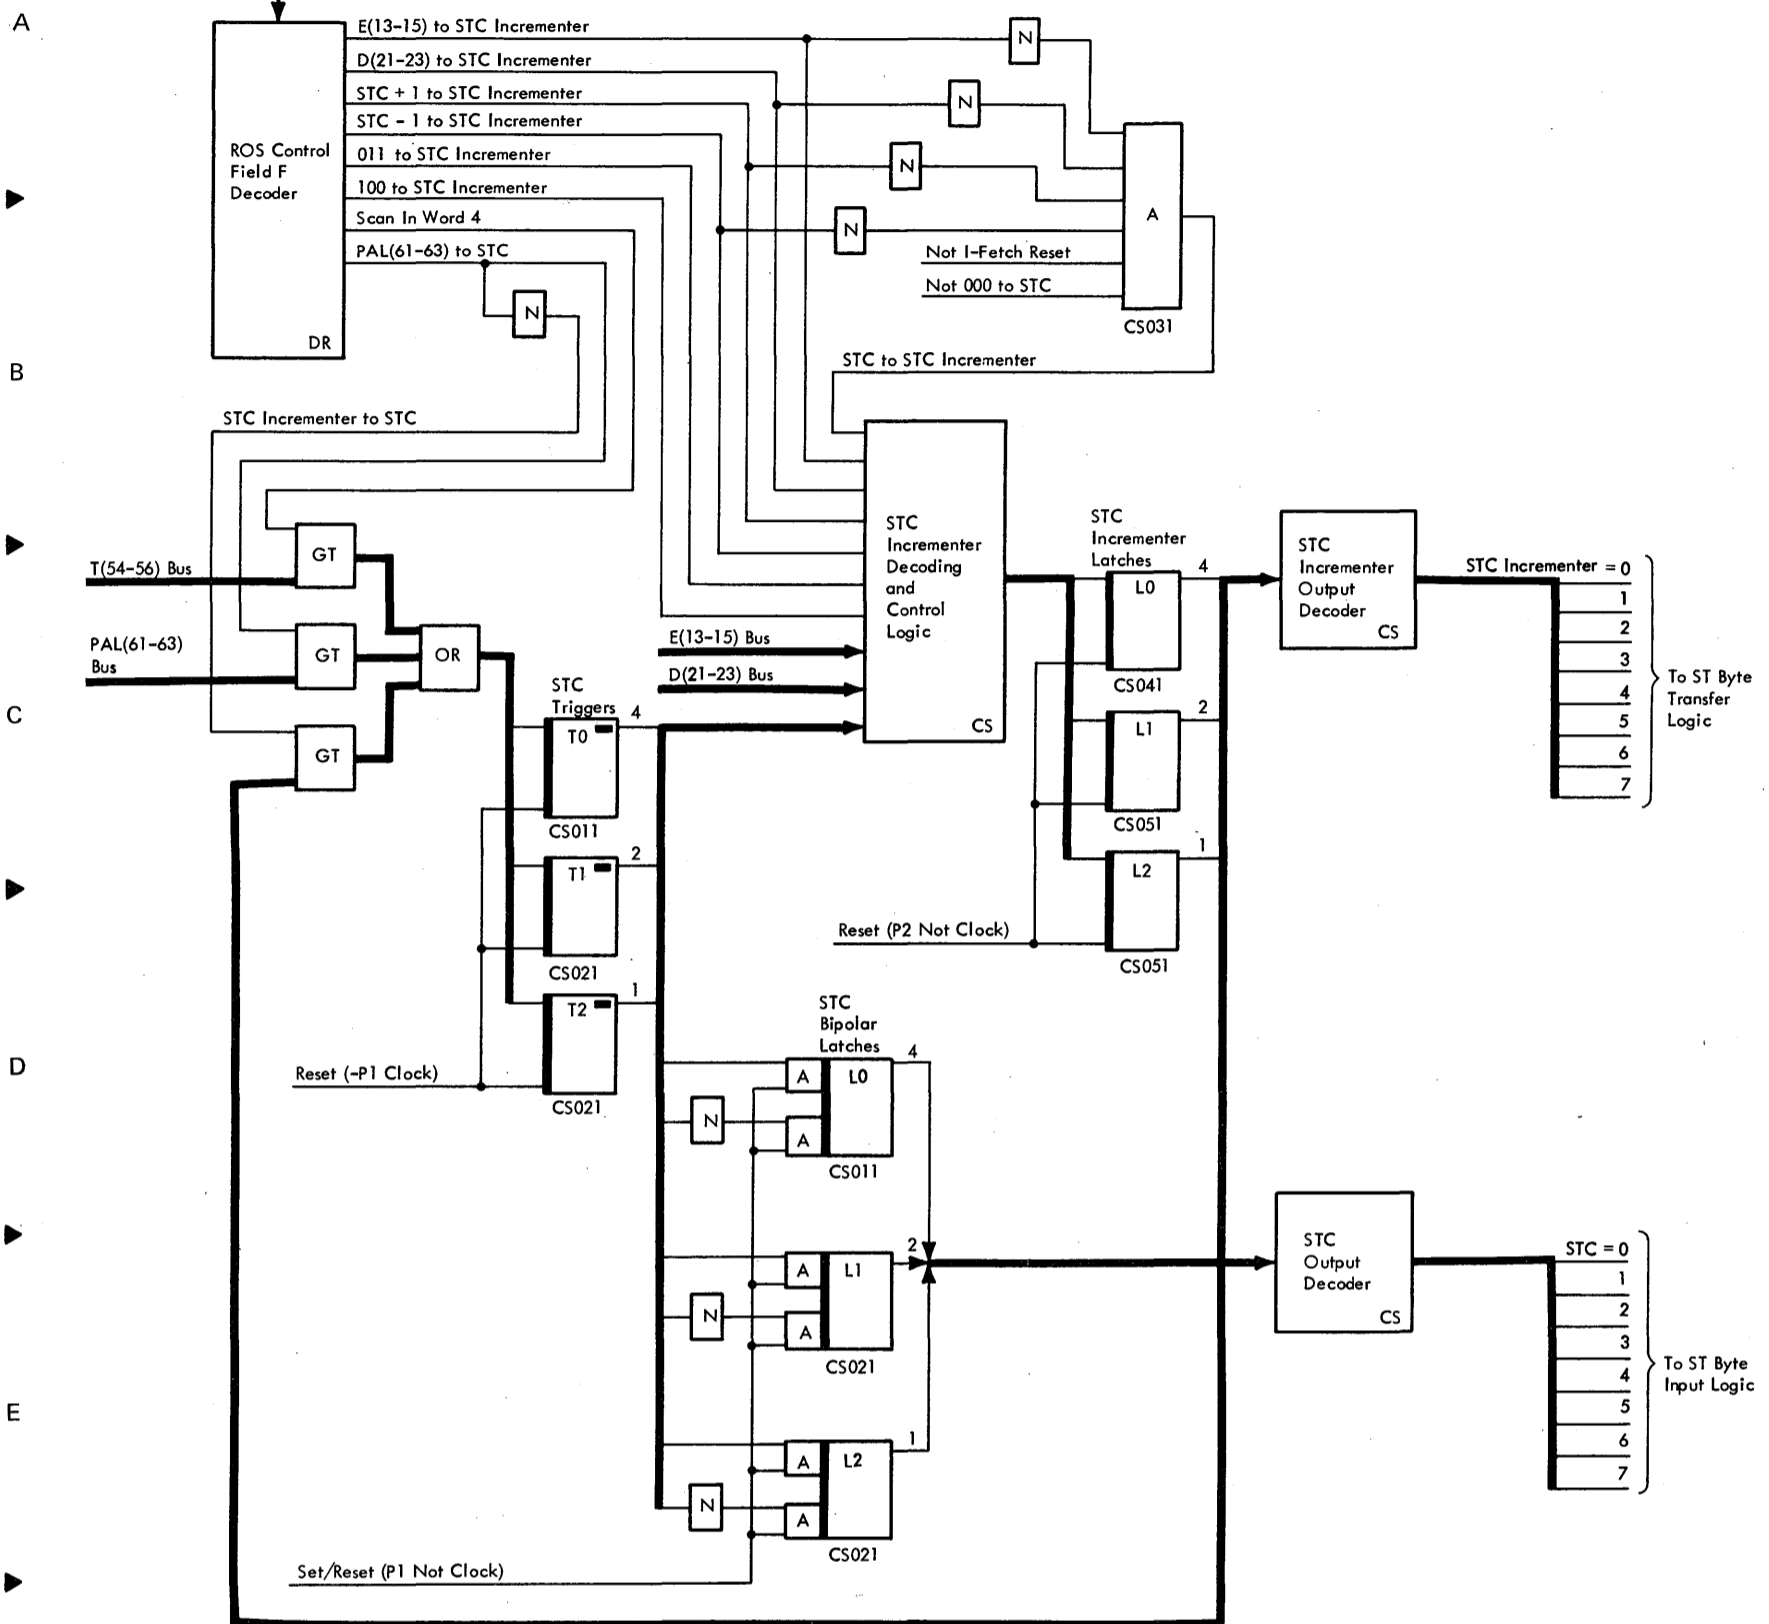 A
E(13-15) to STC Incrementer
D(21-23) to STC Incrementer
STC + 1 to STC Incrementer
STC - 1 to STC Incrementer
011 to STC Incrementer
100 to STC Incrementer
Scan In Word 4
PAL(61-63) to STC
ROS Control
Field F
Decoder
DR
N
N
N
N
N
Not I-Fetch Reset
Not 000 to STC
A
CS031
B
STC to STC Incrementer
STC Incrementer to STC
T(54-56) Bus
GT
PAL(61-63)
Bus
GT
OR
GT
C
STC
Incrementer
Decoding
and
Control
Logic
CS
E(13-15) Bus
D(21-23) Bus
STC
Triggers
T0
4
CS011
T1
2
CS021
T2
1
CS021
Reset (-P1 Clock)
STC
Incrementer
Latches
L0
4
CS041
L1
2
CS051
L2
1
CS051
Reset (P2 Not Clock)
STC
Incrementer
Output
Decoder
CS
STC Incrementer = 0
1
2
3
4
5
6
7
To ST Byte
Transfer
Logic
D
STC
Bipolar
Latches
A
L0
4
N
A
CS011
A
L1
2
N
A
CS021
E
A
L2
1
N
A
CS021
Set/Reset (P1 Not Clock)
STC
Output
Decoder
CS
STC = 0
1
2
3
4
5
6
7
To ST Byte
Input Logic